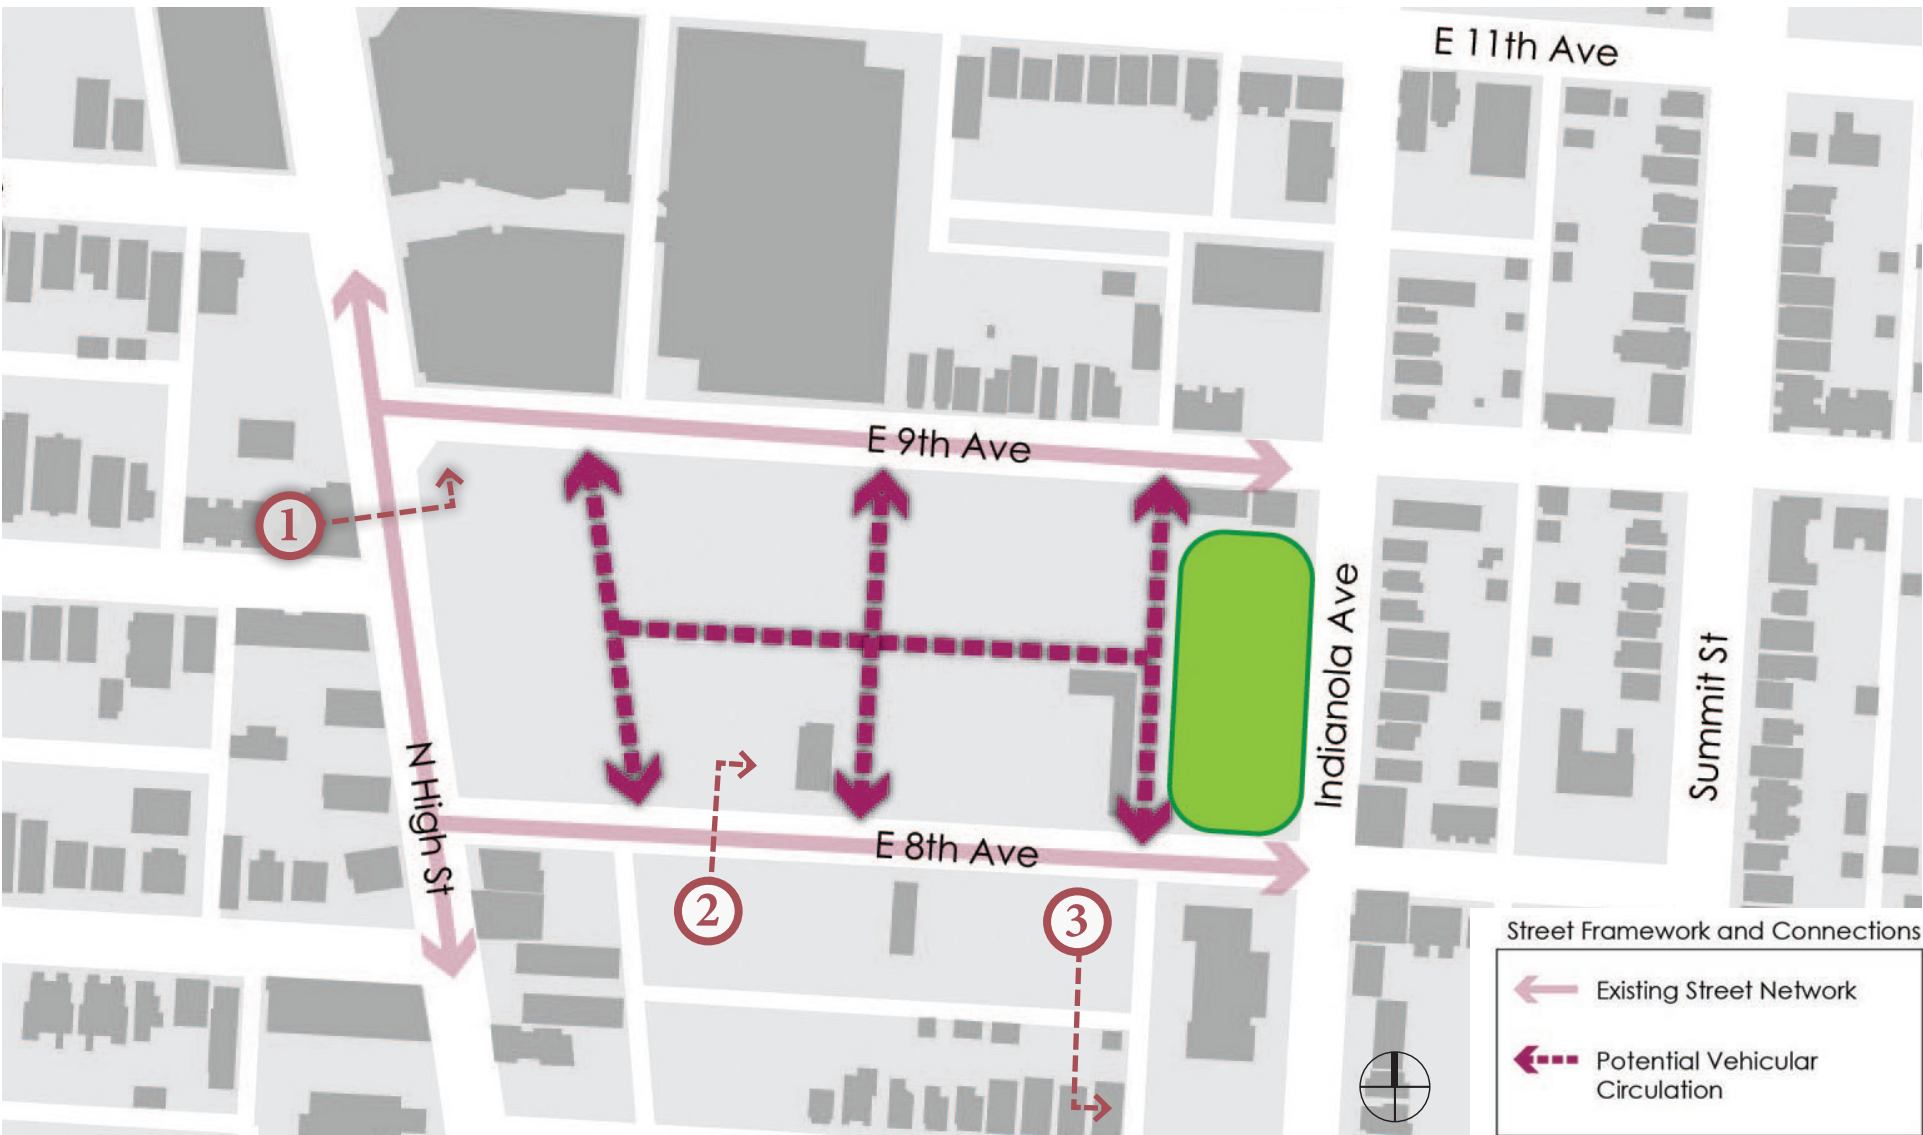 E 11th Ave
E 9th Ave
1
Indianola Ave
Summit St
N High St
E 8th Ave
2
3
Street Framework and Connections
Existing Street Network
Potential Vehicular
Circulation